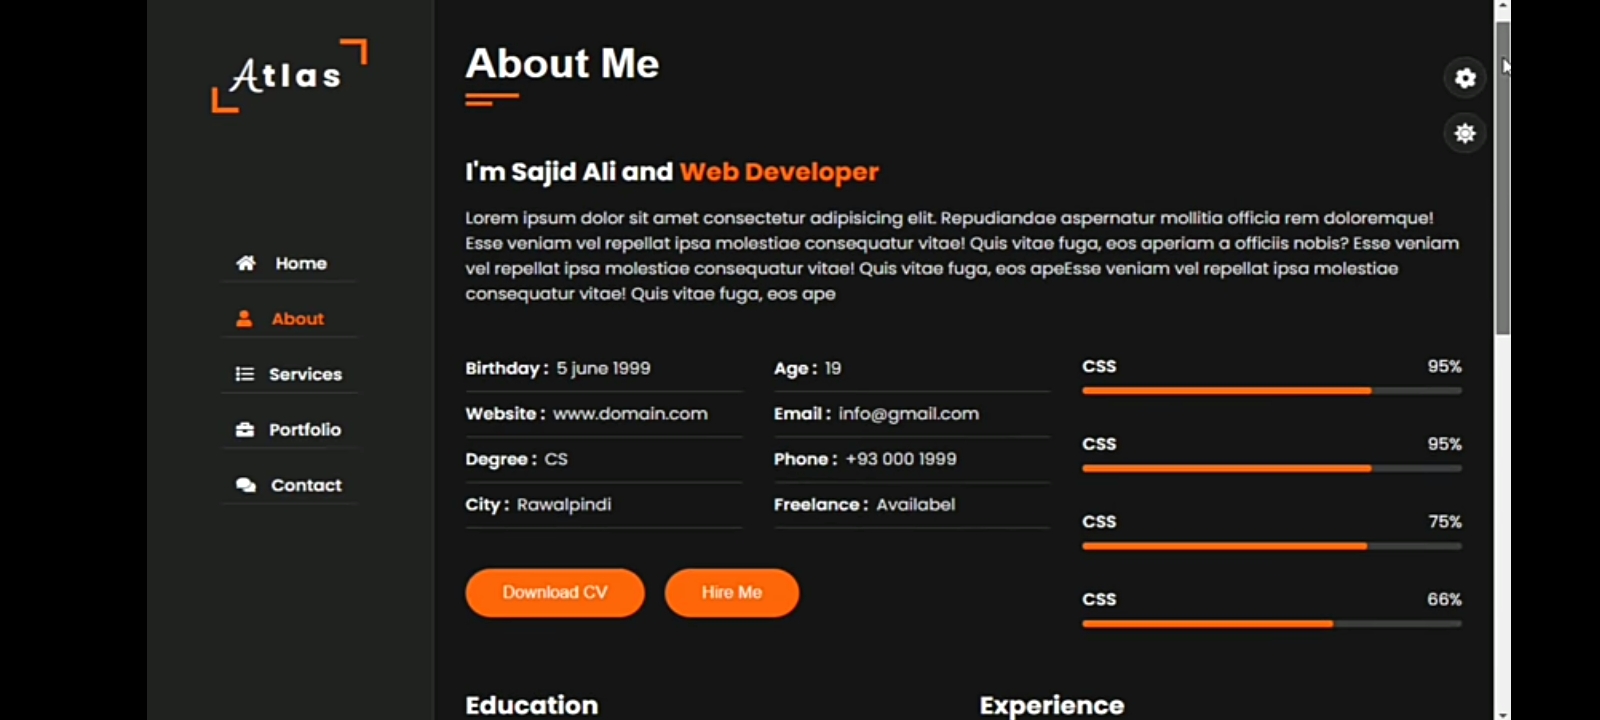 Atlas
Home
About
Services
Portfolio
Contact
About Me
I'm Sajid Ali and Web Developer
Lorem ipsum dolor sit amet consectetur adipisicing elit. Repudiandae aspernatur mollitia officia rem doloremque!
Esse veniam vel repellat ipsa molestiae consequatur vitae! Quis vitae fuga, eos aperiam a officiis nobis? Esse veniam
vel repellat ipsa molestiae consequatur vitae! Quis vitae fuga, eos apeEsse veniam vel repellat ipsa molestiae
consequatur vitae! Quis vitae fuga, eos ape
Birthday : 5 june 1999
Age : 19
Website : www.domain.com
Email : info@gmail.com
Degree : CS
Phone : +93 000 1999
City : Rawalpindi
Freelance : Availabel
Download CV
Hire Me
CSS 95%
CSS 95%
CSS 75%
CSS 66%
Education
Experience